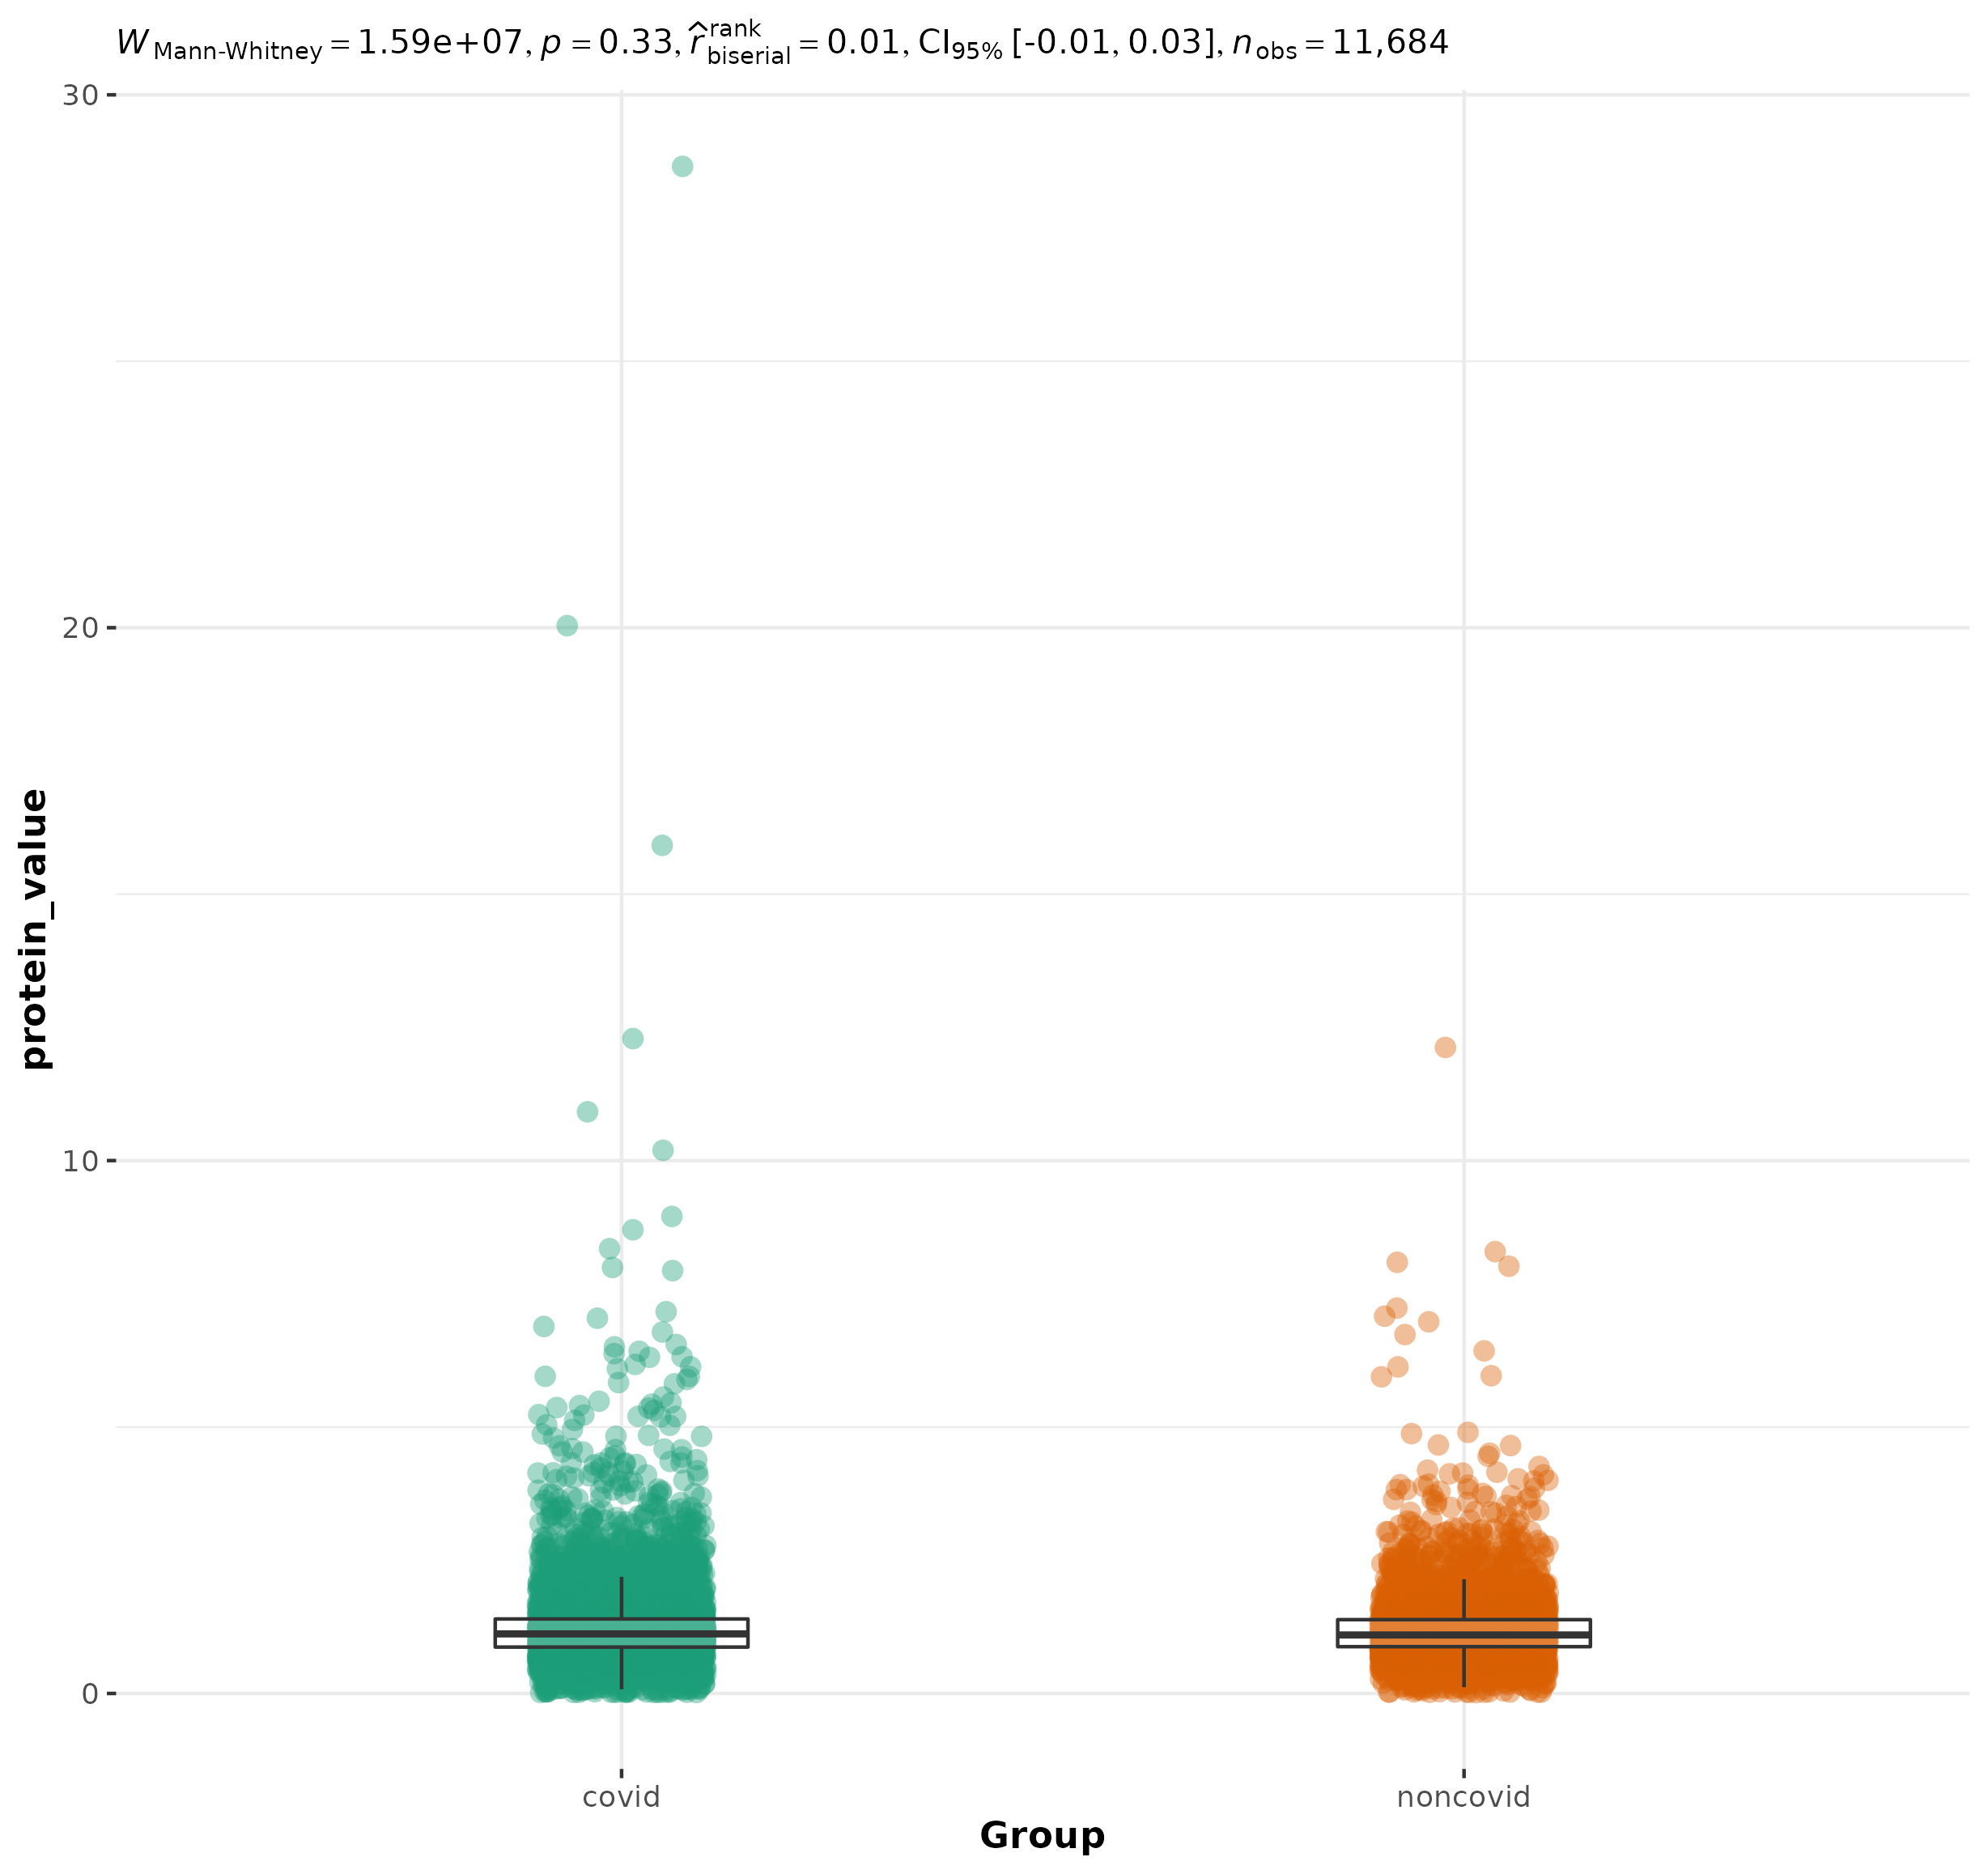 W Mann-Whitney = 1.59e+07, p = 0.33, r̂ rank biserial = 0.01, CI95% [-0.01, 0.03], nobs = 11,684
30
20
10
0
protein_value
covid noncovid
Group